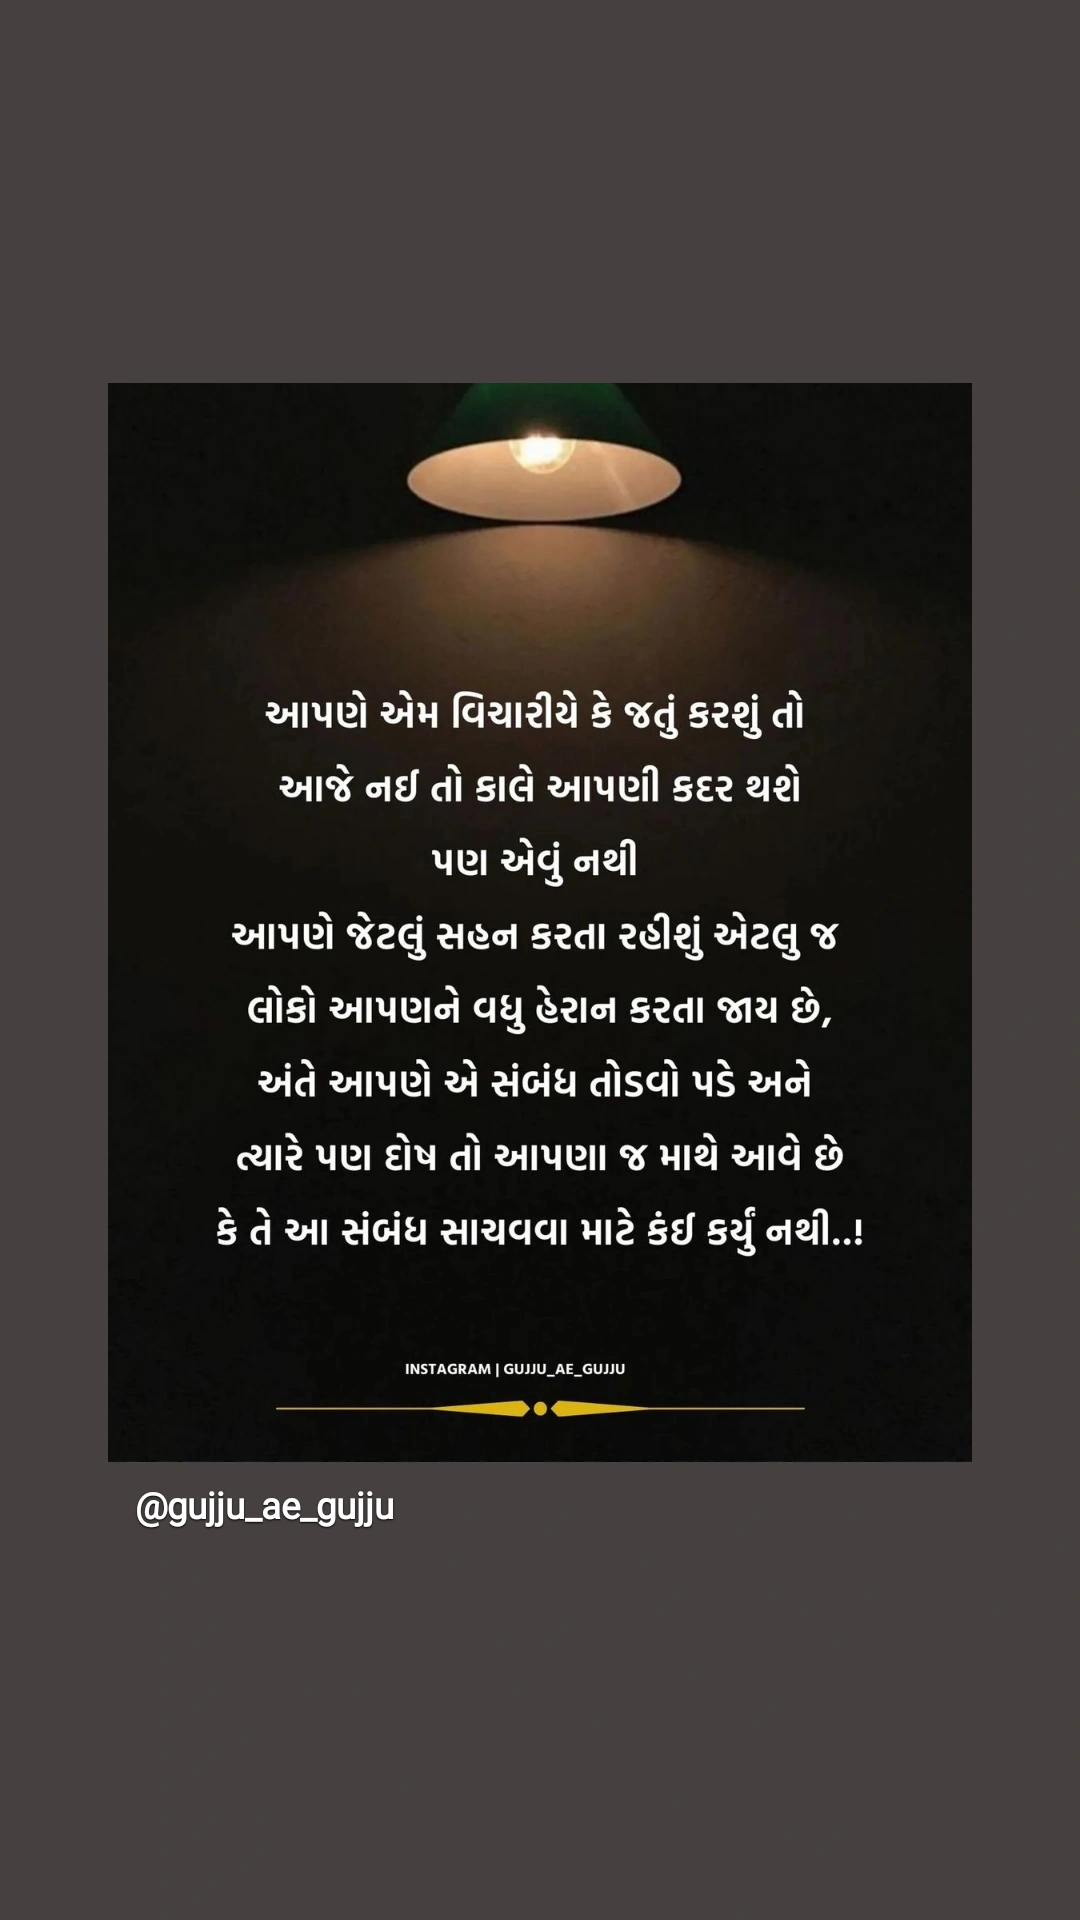 આપણે એમ વિચારીયે કે જતું કરશું તો
આજે નઈ તો કાલે આપણી કદર થશે
પણ એવું નથી
આપણે જેટલું સહન કરતા રહીશું એટલુ જ
લોકો આપણને વધુ હેરાન કરતા જાય છે,
અંતે આપણે એ સંબંધ તોડવો પડે અને
ત્યારે પણ દોષ તો આપણા જ માથે આવે છે
કે તે આ સંબંધ સાચવવા માટે કંઈ કર્યું નથી..!
INSTAGRAM | GUJJU_AE_GUJJU
@gujju_ae_gujju